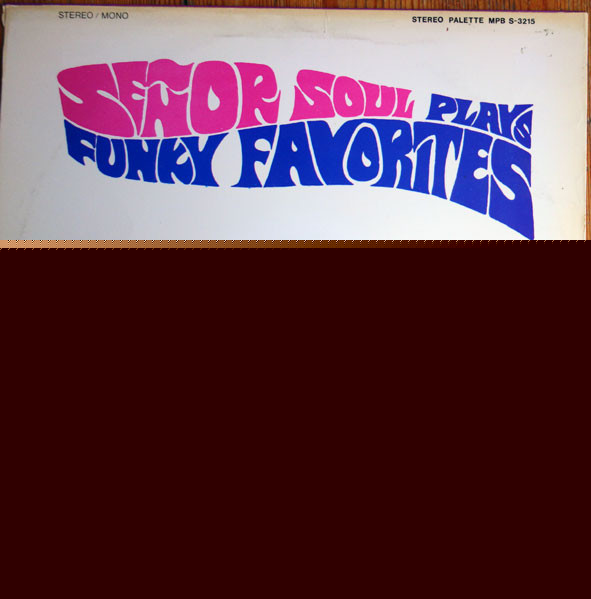 STEREO / MONO
STEREO PALETTE MPB S-3215
SEÑOR SOUL PLAYS
FUNKY FAVORITES